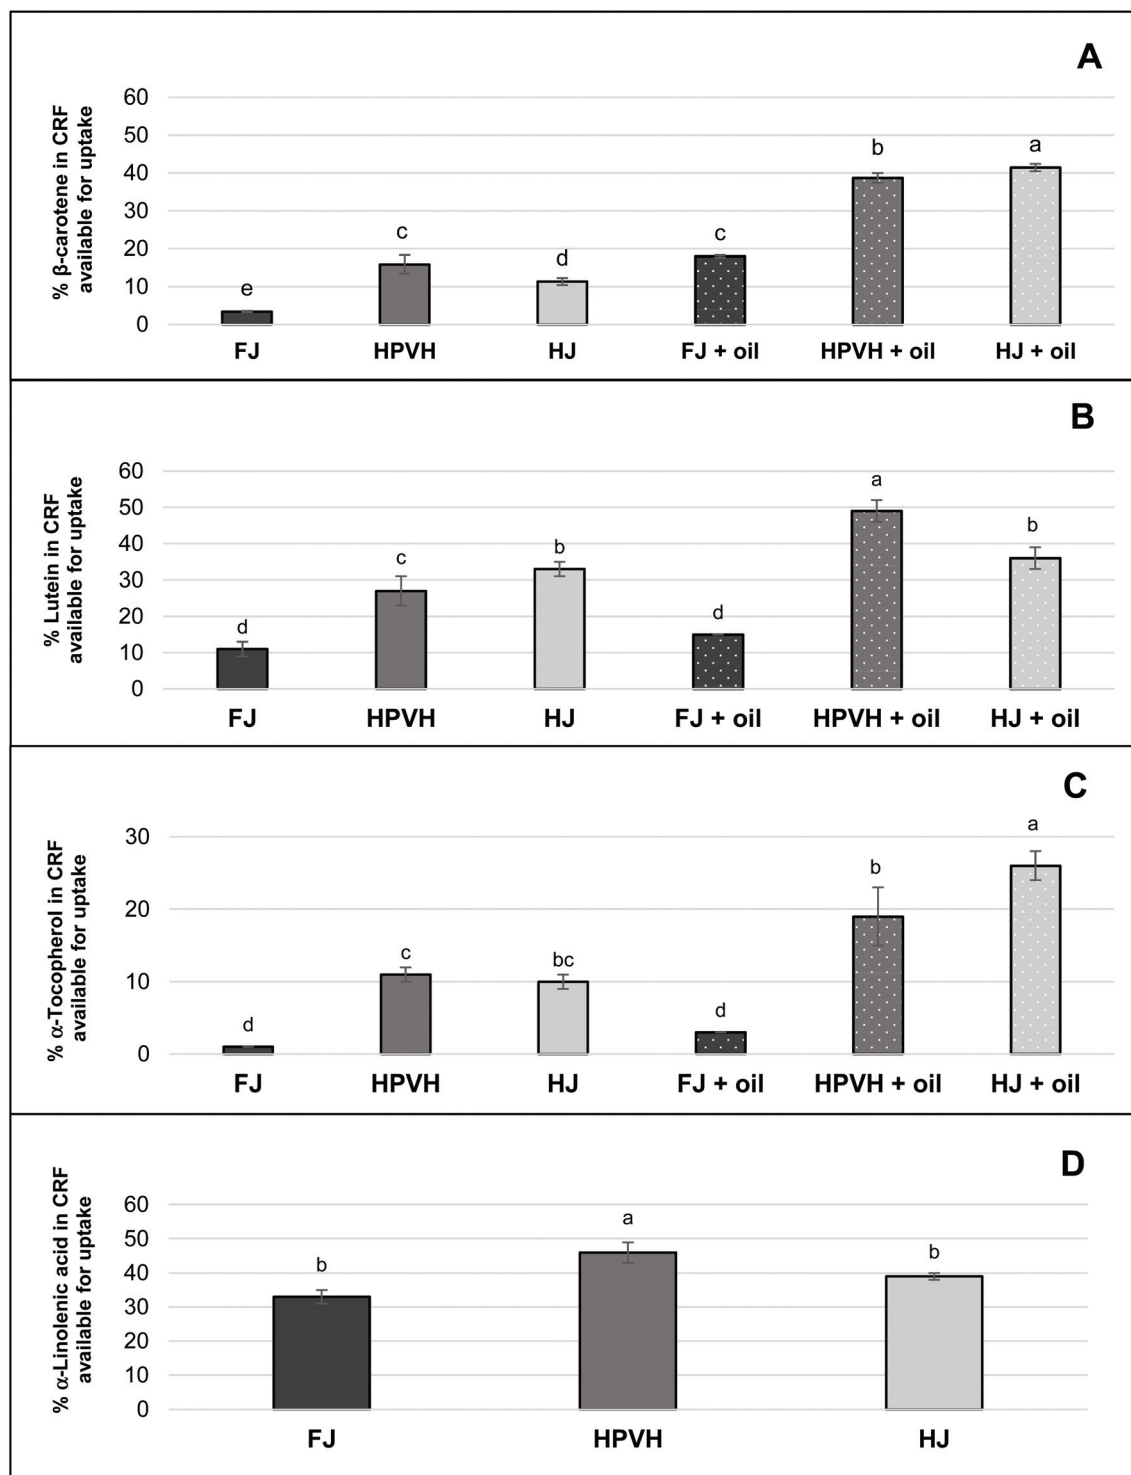 A
% β-carotene in CRF
available for uptake
60
50
40
30
20
10
0
e
c
d
c
b
a
FJ HPVH HJ FJ + oil HPVH + oil HJ + oil
B
% Lutein in CRF
available for uptake
60
50
40
30
20
10
0
d
c
b
d
a
b
FJ HPVH HJ FJ + oil HPVH + oil HJ + oil
C
% α-Tocopherol in CRF
available for uptake
30
20
10
0
d
c
bc
d
b
a
FJ HPVH HJ FJ + oil HPVH + oil HJ + oil
D
% α-Linolenic acid in CRF
available for uptake
60
50
40
30
20
10
0
b
a
b
FJ HPVH HJ